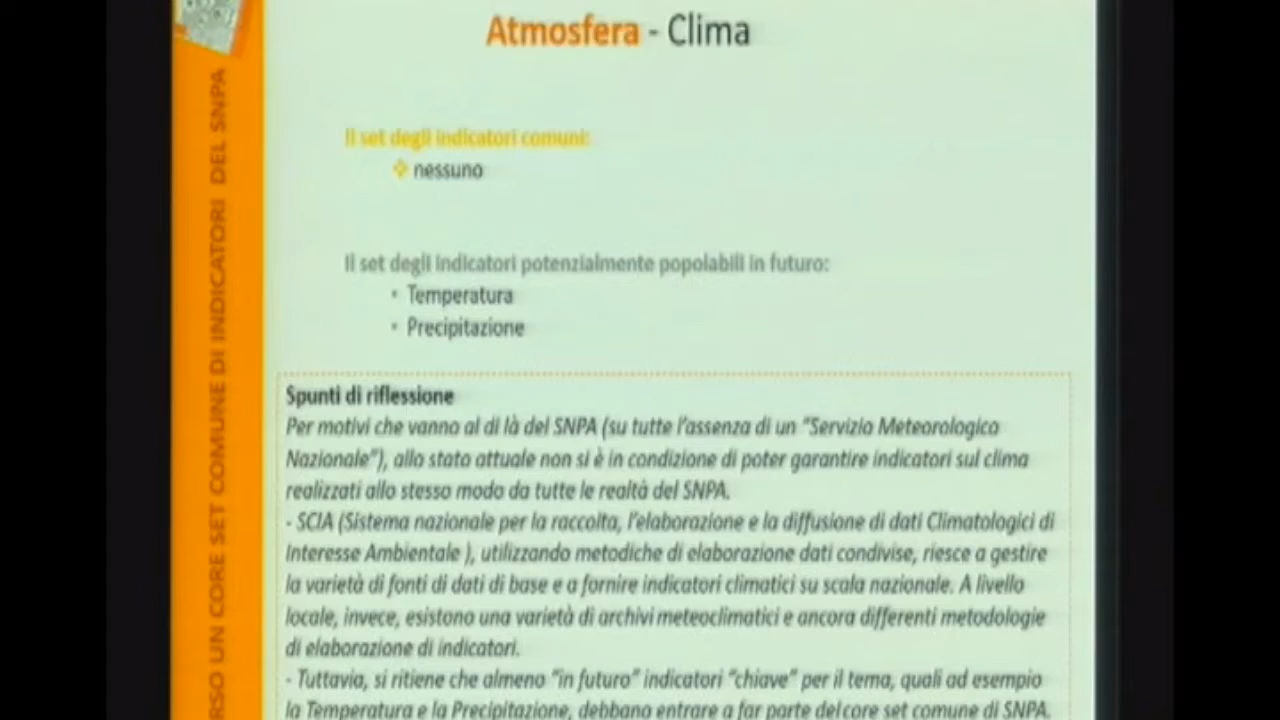 Atmosfera - Clima
Il set degli indicatori comuni:
❖ nessuno
Il set degli indicatori potenzialmente popolabili in futuro:
• Temperatura
• Precipitazione
Spunti di riflessione
Per motivi che vanno al di là del SNPA (su tutte l'assenza di un "Servizio Meteorologico
Nazionale"), allo stato attuale non si è in condizione di poter garantire indicatori sul clima
realizzati allo stesso modo da tutte le realtà del SNPA.
- SCIA (Sistema nazionale per la raccolta, l'elaborazione e la diffusione di dati Climatologici di
Interesse Ambientale ), utilizzando metodiche di elaborazione dati condivise, riesce a gestire
la varietà di fonti di dati di base e a fornire indicatori climatici su scala nazionale. A livello
locale, invece, esistono una varietà di archivi meteoclimatici e ancora differenti metodologie
di elaborazione di indicatori.
- Tuttavia, si ritiene che almeno "in futuro" indicatori "chiave" per il tema, quali ad esempio
la Temperatura e la Precipitazione, debbano entrare a far parte del core set comune di SNPA.
RSO UN CORE SET COMUNE DI INDICATORI DEL SNPA